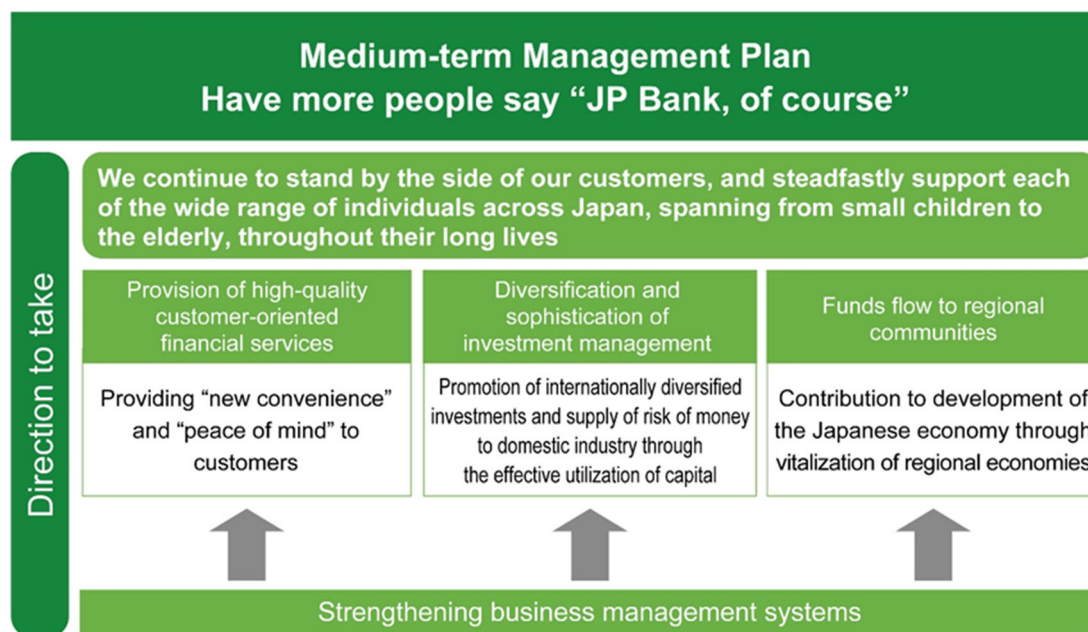 Medium-term Management Plan
Have more people say “JP Bank, of course”
Direction to take
We continue to stand by the side of our customers, and steadfastly support each
of the wide range of individuals across Japan, spanning from small children to
the elderly, throughout their long lives
Provision of high-quality
customer-oriented
financial services
Providing “new convenience”
and “peace of mind” to
customers
Diversification and
sophistication of
investment management
Promotion of internationally diversified
investments and supply of risk of money
to domestic industry through
the effective utilization of capital
Funds flow to regional
communities
Contribution to development of
the Japanese economy through
vitalization of regional economies
Strengthening business management systems